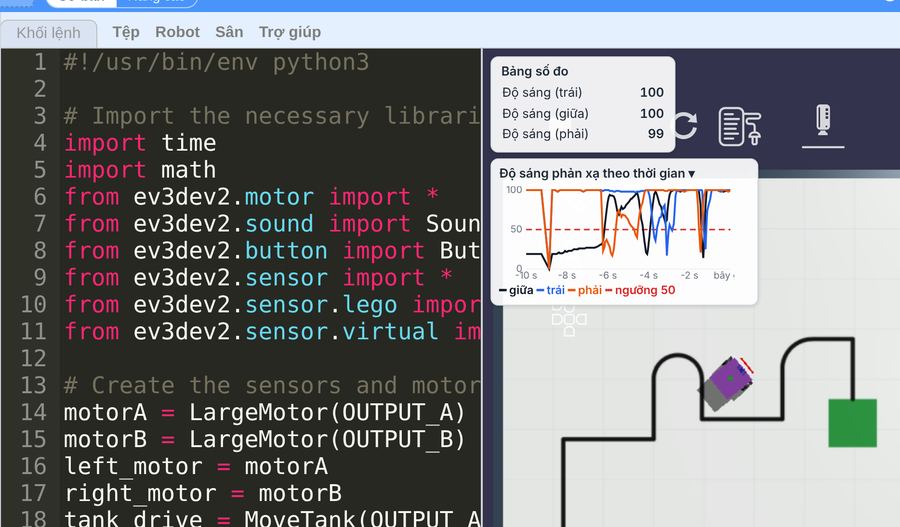 Khối lệnh Tệp Robot Sân Trợ giúp
1 #!/usr/bin/env python3
2
3 # Import the necessary librari
4 import time
5 import math
6 from ev3dev2.motor import *
7 from ev3dev2.sound import Soun
8 from ev3dev2.button import But
9 from ev3dev2.sensor import *
10 from ev3dev2.sensor.lego impor
11 from ev3dev2.sensor.virtual im
12
13 # Create the sensors and motor
14 motorA = LargeMotor(OUTPUT_A)
15 motorB = LargeMotor(OUTPUT_B)
16 left_motor = motorA
17 right_motor = motorB
18 tank_drive = MoveTank(OUTPUT_A
Bảng số đo
Độ sáng (trái) 100
Độ sáng (giữa) 100
Độ sáng (phải) 99
Độ sáng phản xạ theo thời gian ▾
100
50
0
-10 s -8 s -6 s -4 s -2 s bây
giữa trái phải ngưỡng 50